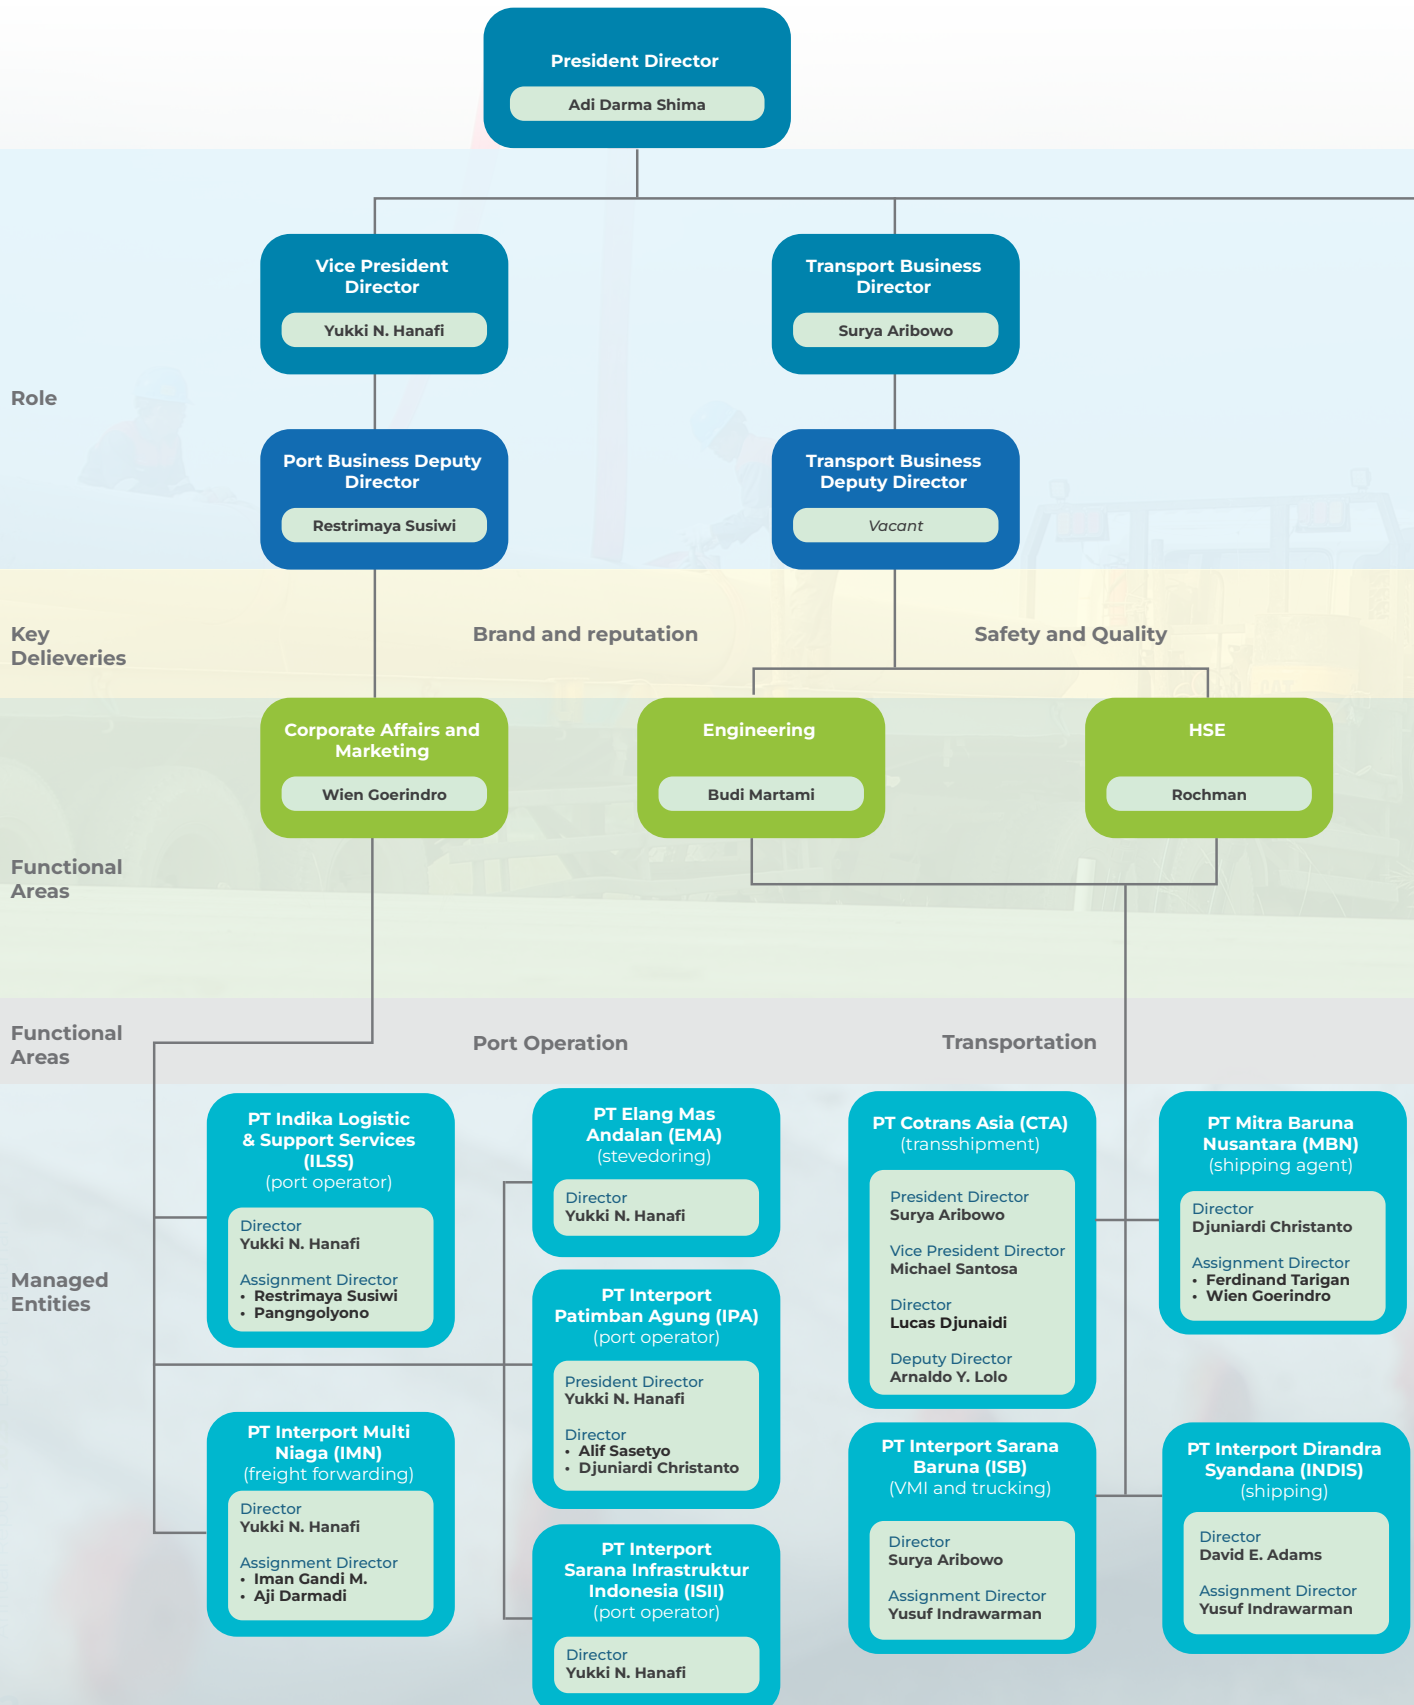 President Director
Adi Darma Shima
Vice President
Director
Yukki N. Hanafi
Transport Business
Director
Surya Aribowo
Role
Port Business Deputy
Director
Restrimaya Susiwi
Transport Business
Deputy Director
Vacant
Key
Delieveries
Brand and reputation
Safety and Quality
Corporate Affairs and
Marketing
Wien Goerindro
Engineering
Budi Martami
HSE
Rochman
Functional
Areas
Functional
Areas
Port Operation
Transportation
Managed
Entities
PT Indika Logistic
& Support Services
(ILSS)
(port operator)
Director
Yukki N. Hanafi
Assignment Director
• Restrimaya Susiwi
• Pangngolyono
PT Interport Multi
Niaga (IMN)
(freight forwarding)
Director
Yukki N. Hanafi
Assignment Director
• Iman Gandi M.
• Aji Darmadi
PT Elang Mas
Andalan (EMA)
(stevedoring)
Director
Yukki N. Hanafi
PT Interport
Patimban Agung (IPA)
(port operator)
President Director
Yukki N. Hanafi
Director
• Alif Sasetyo
• Djuniardi Christanto
PT Interport
Sarana Infrastruktur
Indonesia (ISII)
(port operator)
Director
Yukki N. Hanafi
PT Cotrans Asia (CTA)
(transshipment)
President Director
Surya Aribowo
Vice President Director
Michael Santosa
Director
Lucas Djunaidi
Deputy Director
Arnaldo Y. Lolo
PT Interport Sarana
Baruna (ISB)
(VMI and trucking)
Director
Surya Aribowo
Assignment Director
Yusuf Indrawarman
PT Mitra Baruna
Nusantara (MBN)
(shipping agent)
Director
Djuniardi Christanto
Assignment Director
• Ferdinand Tarigan
• Wien Goerindro
PT Interport Dirandra
Syandana (INDIS)
(shipping)
Director
David E. Adams
Assignment Director
Yusuf Indrawarman